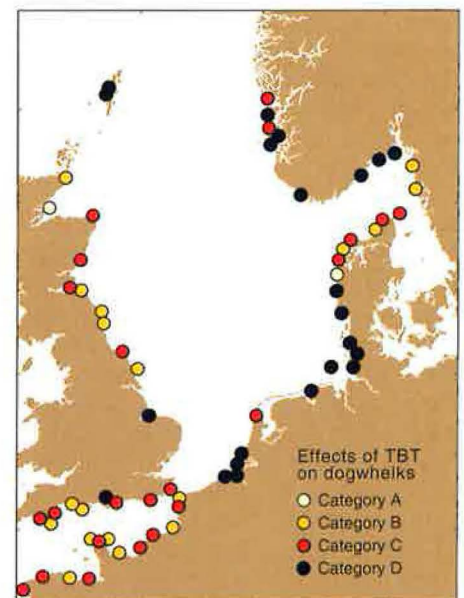 Effects of TBT
on dogwhelks
Category A
Category B
Category C
Category D